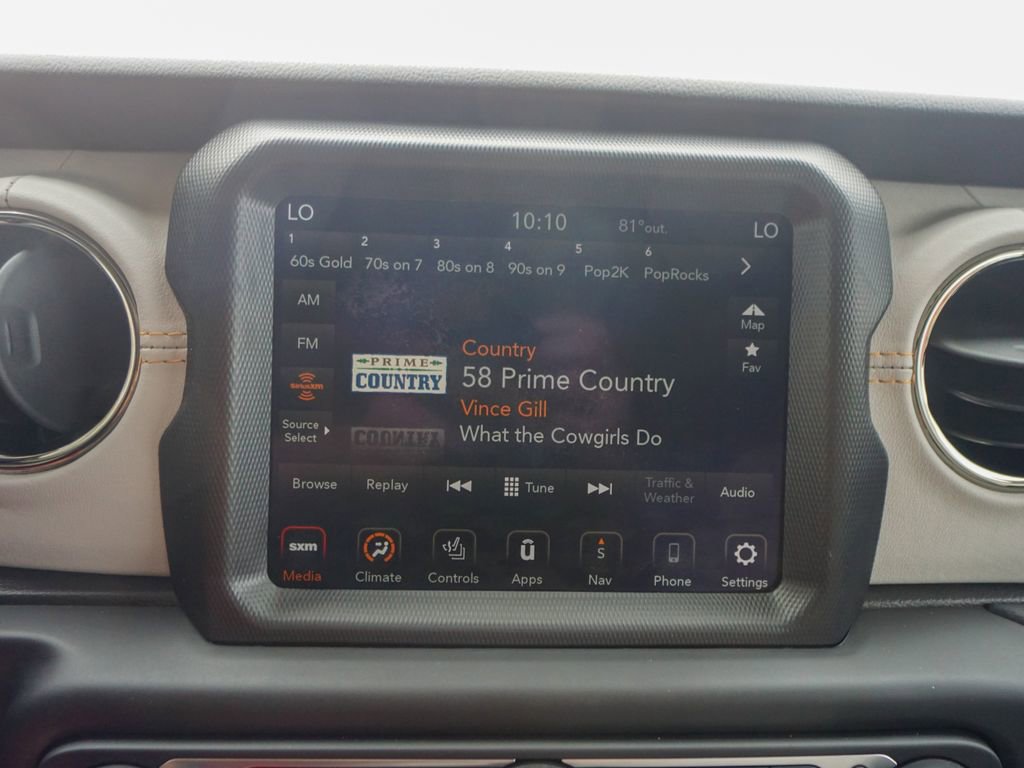 LO
10:10
81°out.
LO
1
2
3
4
5
6
60s Gold
70s on 7
80s on 8
90s on 9
Pop2K
PopRocks
AM
FM
siriusxm
Source
Select
PRIME
COUNTRY
Country
58 Prime Country
Vince Gill
What the Cowgirls Do
Map
Fav
Browse
Replay
Tune
Traffic &
Weather
Audio
sxm
Media
Climate
Controls
u
Apps
S
Nav
Phone
Settings